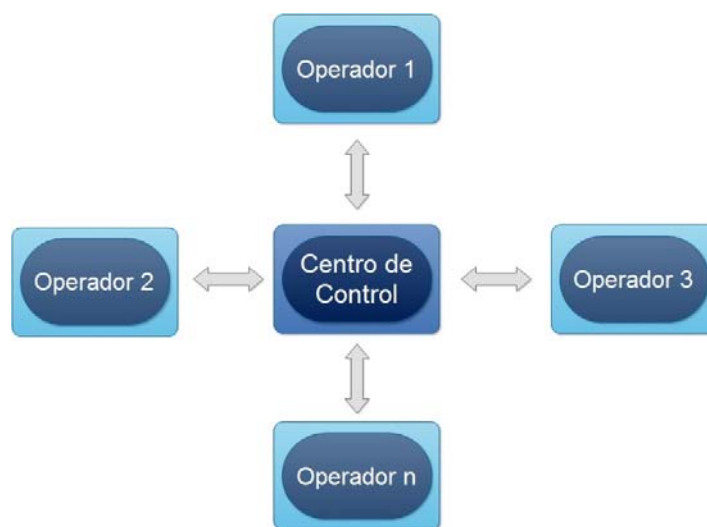 Operador 1
Operador 2
Centro de
Control
Operador 3
Operador n